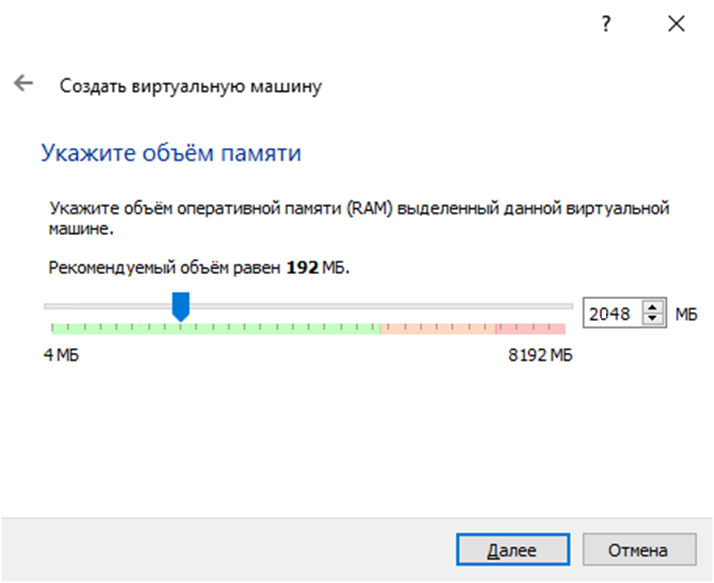 ?
Создать виртуальную машину
Укажите объём памяти
Укажите объём оперативной памяти (RAM) выделенный данной виртуальной
машине.
Рекомендуемый объём равен 192 МБ.
2048 МБ
4 МБ 8192 МБ
Далее Отмена